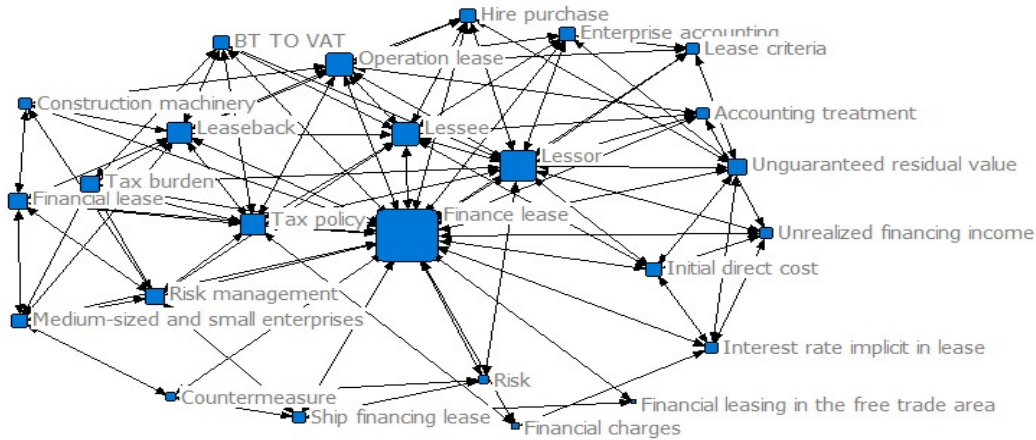 Hire purchase
Enterprise accounting
BT TO VAT
Lease criteria
Operation lease
Construction machinery
Accounting treatment
Leaseback
Lessee
Lessor
Unguaranteed residual value
Tax burden
Financial lease
Tax policy
Finance lease
Unrealized financing income
Initial direct cost
Risk management
Medium-sized and small enterprises
Interest rate implicit in lease
Risk
Countermeasure
Financial leasing in the free trade area
Ship financing lease
Financial charges